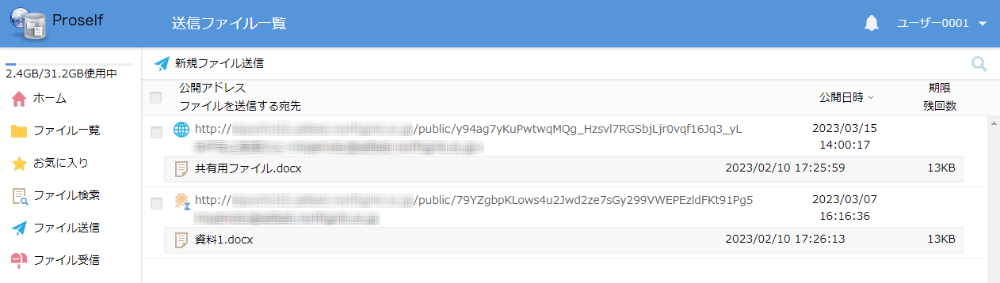 Proself
送信ファイル一覧
ユーザー0001
2.4GB/31.2GB使用中
ホーム
ファイル一覧
お気に入り
ファイル検索
ファイル送信
ファイル受信
新規ファイル送信
公開アドレス
ファイルを送信する宛先
公開日時
期限
残回数
http:// /public/y94ag7yKuPwtwqMQg_Hzsvl7RGSbjLjr0vqf16Jq3_yL
2023/03/15
14:00:17
共有用ファイル.docx 2023/02/10 17:25:59 13KB
http:// /public/79YZgbpKLows4u2Jwd2ze7sGy299VWEPEzldFKt91Pg5
2023/03/07
16:16:36
資料1.docx 2023/02/10 17:26:13 13KB